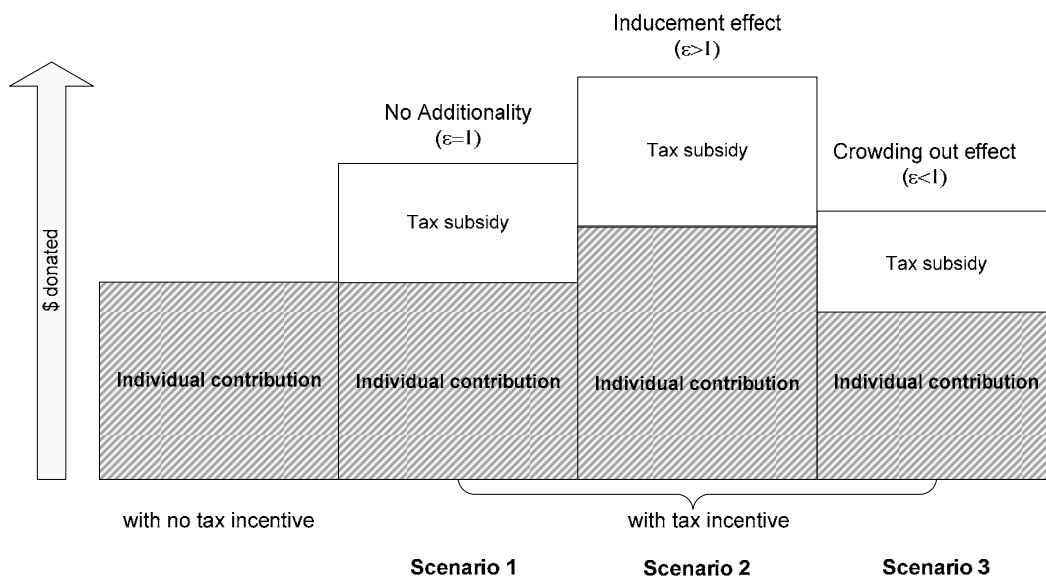 Inducement effect
(ε>1)
No Additionality
(ε=1)
Tax subsidy
Crowding out effect
(ε<1)
Tax subsidy
Tax subsidy
$ donated
Individual contribution
Individual contribution
Individual contribution
Individual contribution
with no tax incentive
with tax incentive
Scenario 1
Scenario 2
Scenario 3